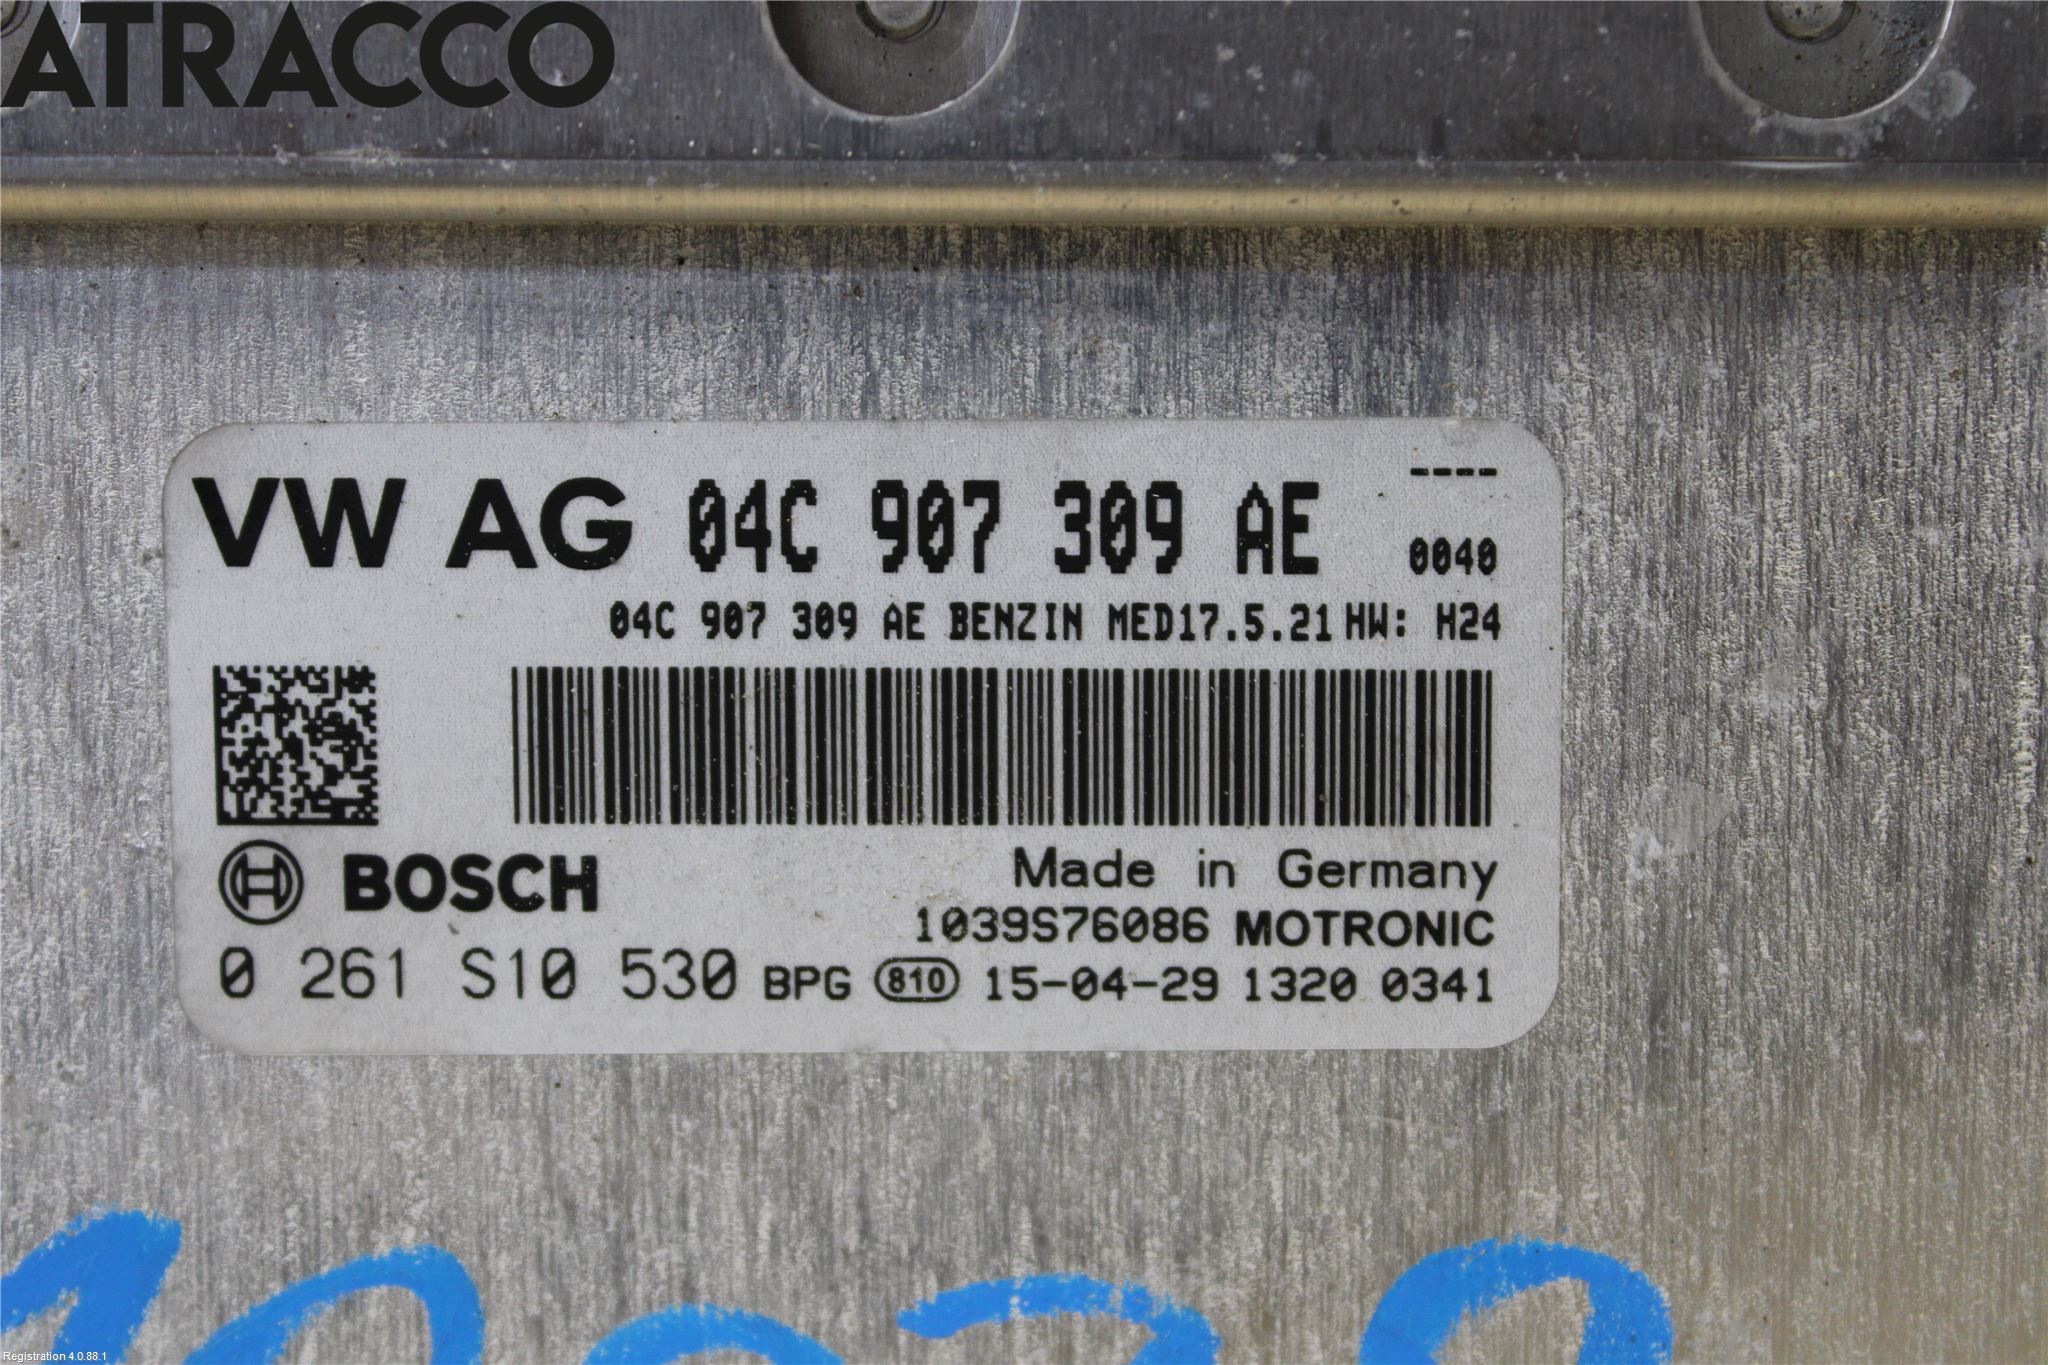 ATRACCO
VW AG 04C 907 309 AE ----
0040
04C 907 309 AE BENZIN MED17.5.21 HW: H24
BOSCH
Made in Germany
1039S76086 MOTRONIC
0 261 S10 530 BPG 810 15-04-29 1320 0341
Registration 4.0.88.1